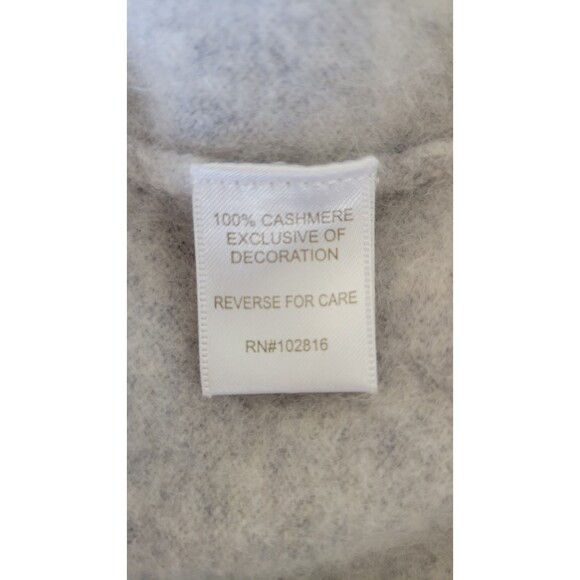 100% CASHMERE
EXCLUSIVE OF
DECORATION
REVERSE FOR CARE
RN#102816